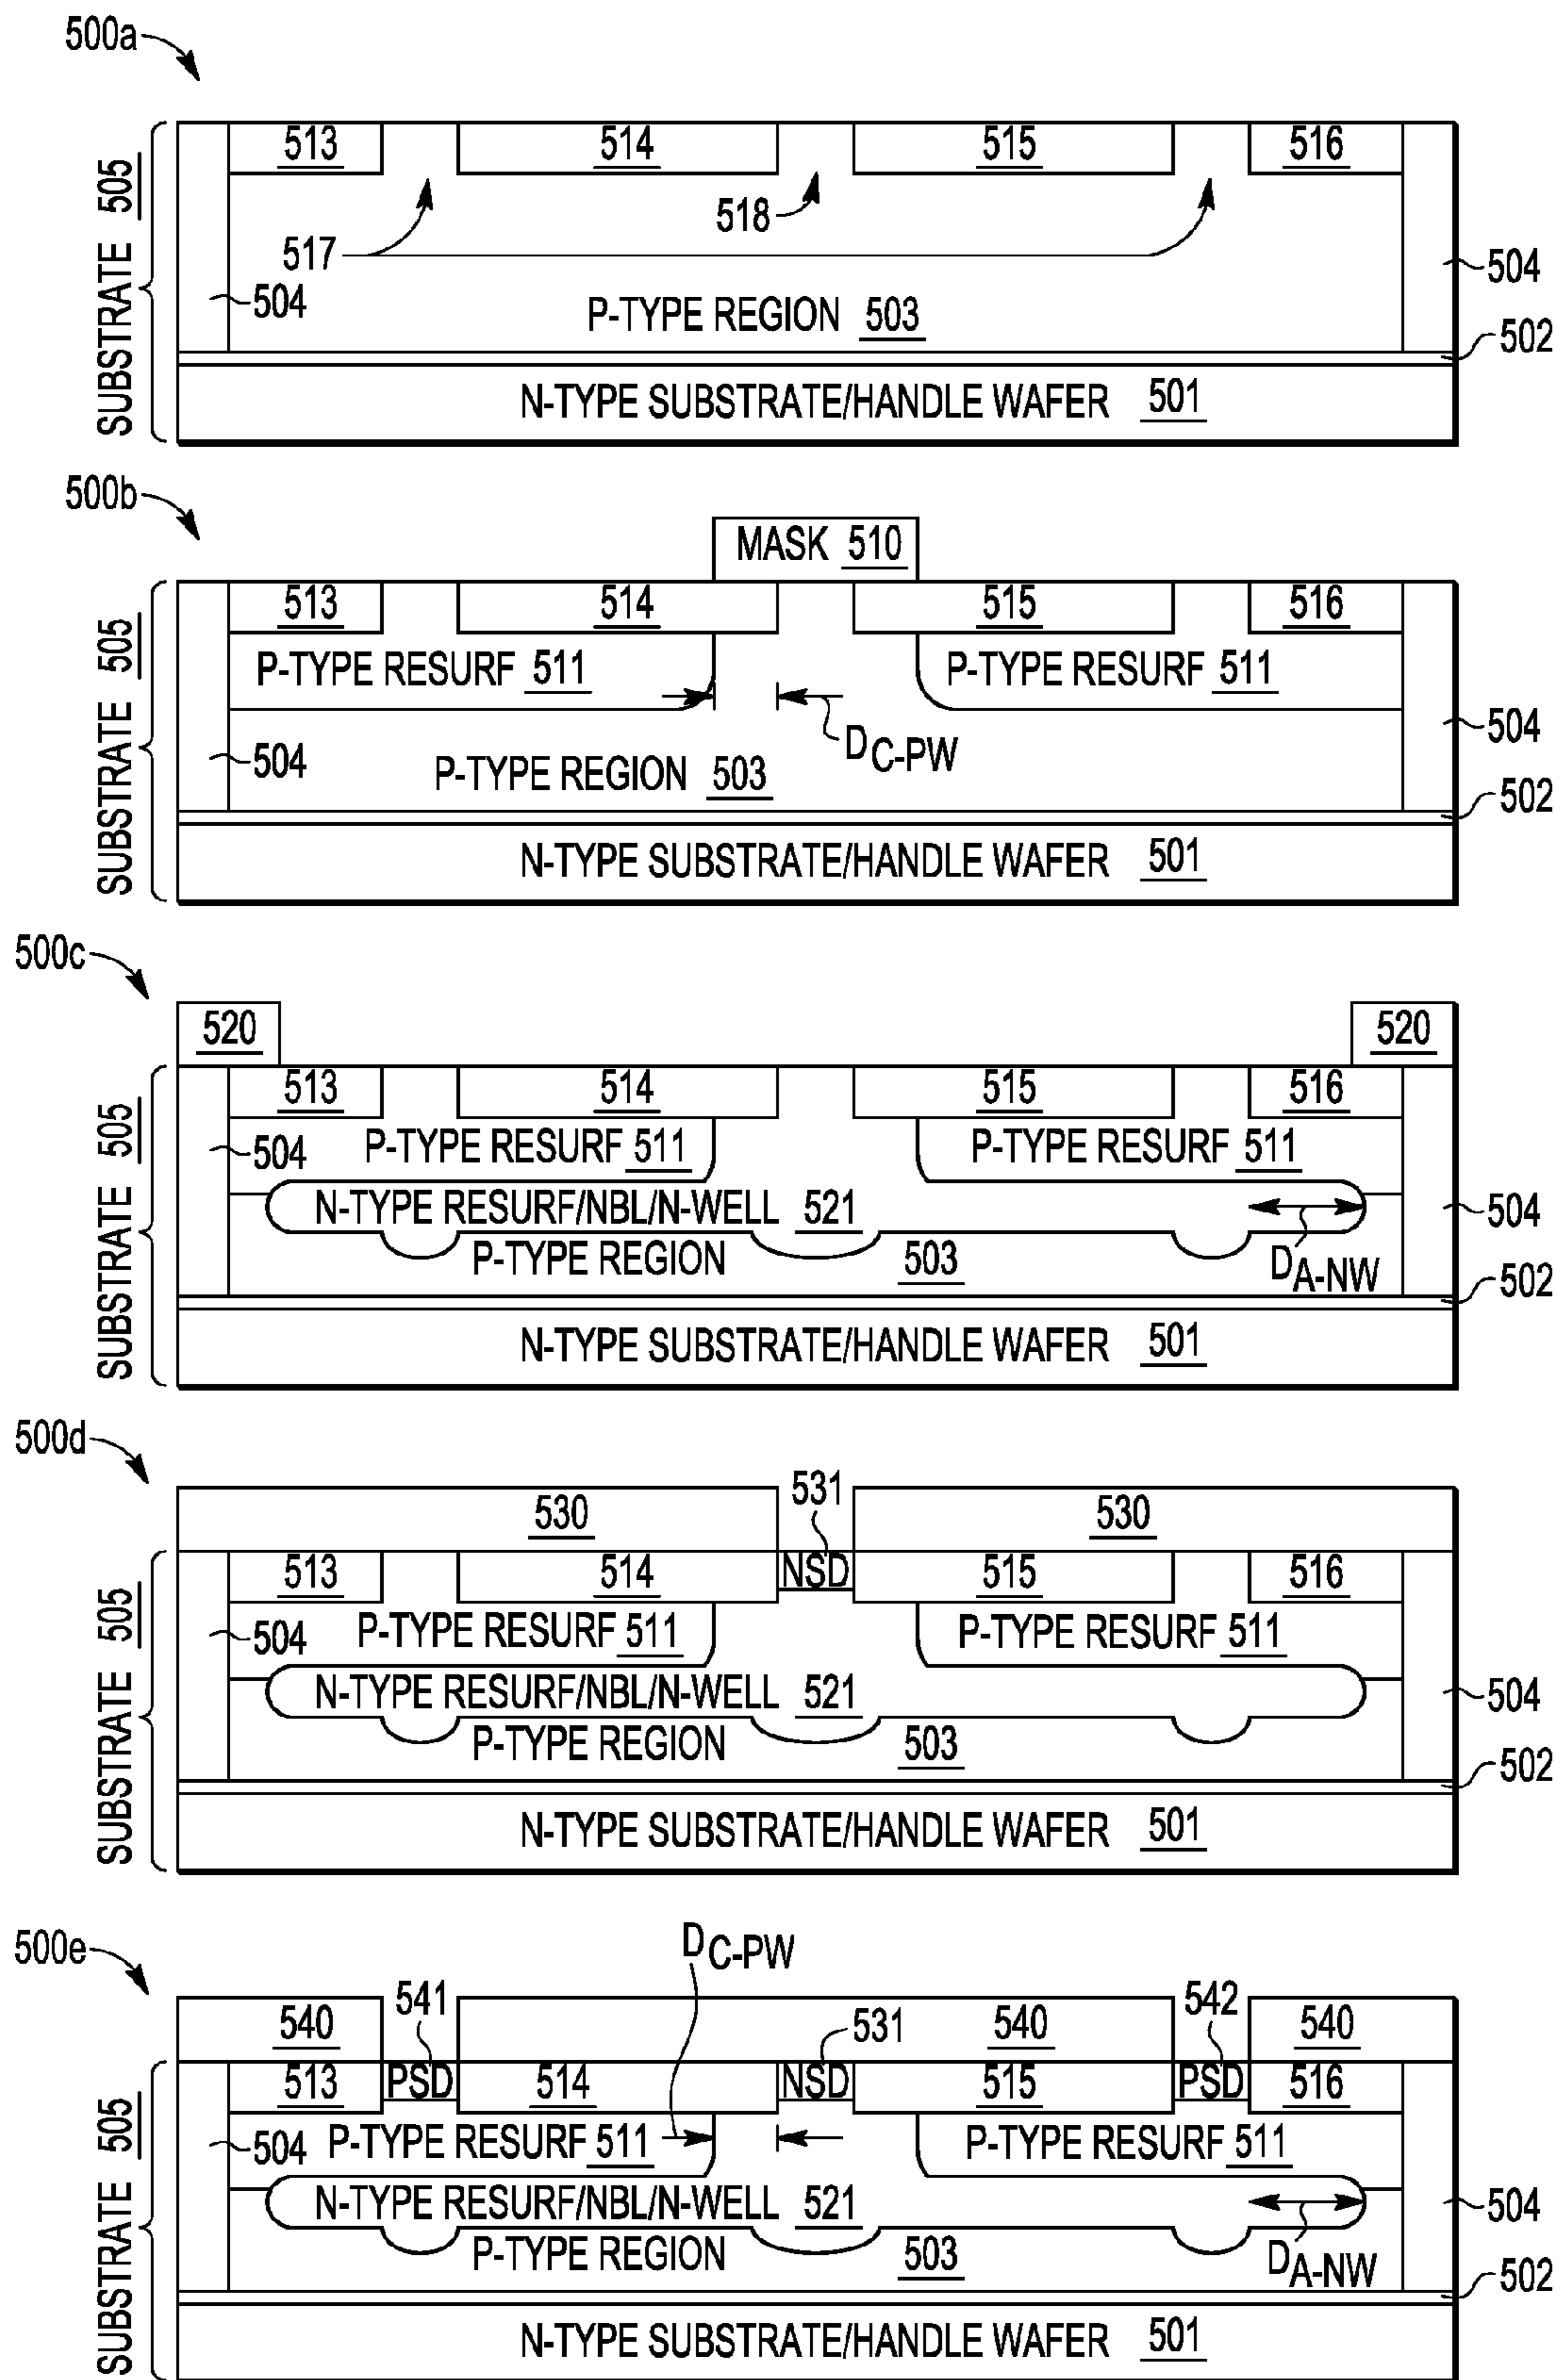 500a
SUBSTRATE 505
513 514 515 516
518
517
504
504
P-TYPE REGION 503
502
N-TYPE SUBSTRATE/HANDLE WAFER 501
500b
MASK 510
SUBSTRATE 505
513 514 515 516
P-TYPE RESURF 511 P-TYPE RESURF 511
504
504
DC-PW
P-TYPE REGION 503
502
N-TYPE SUBSTRATE/HANDLE WAFER 501
500c
520 520
SUBSTRATE 505
513 514 515 516
504 P-TYPE RESURF 511 P-TYPE RESURF 511
N-TYPE RESURF/NBL/N-WELL 521
504
P-TYPE REGION 503
DA-NW
502
N-TYPE SUBSTRATE/HANDLE WAFER 501
500d
531
530 530
SUBSTRATE 505
513 514 NSD 515 516
504 P-TYPE RESURF 511 P-TYPE RESURF 511
N-TYPE RESURF/NBL/N-WELL 521
504
P-TYPE REGION 503
502
N-TYPE SUBSTRATE/HANDLE WAFER 501
500e
DC-PW
541 542
540 531 540 540
SUBSTRATE 505
513 PSD 514 NSD 515 PSD 516
504 P-TYPE RESURF 511 P-TYPE RESURF 511
N-TYPE RESURF/NBL/N-WELL 521
504
P-TYPE REGION 503
DA-NW
502
N-TYPE SUBSTRATE/HANDLE WAFER 501